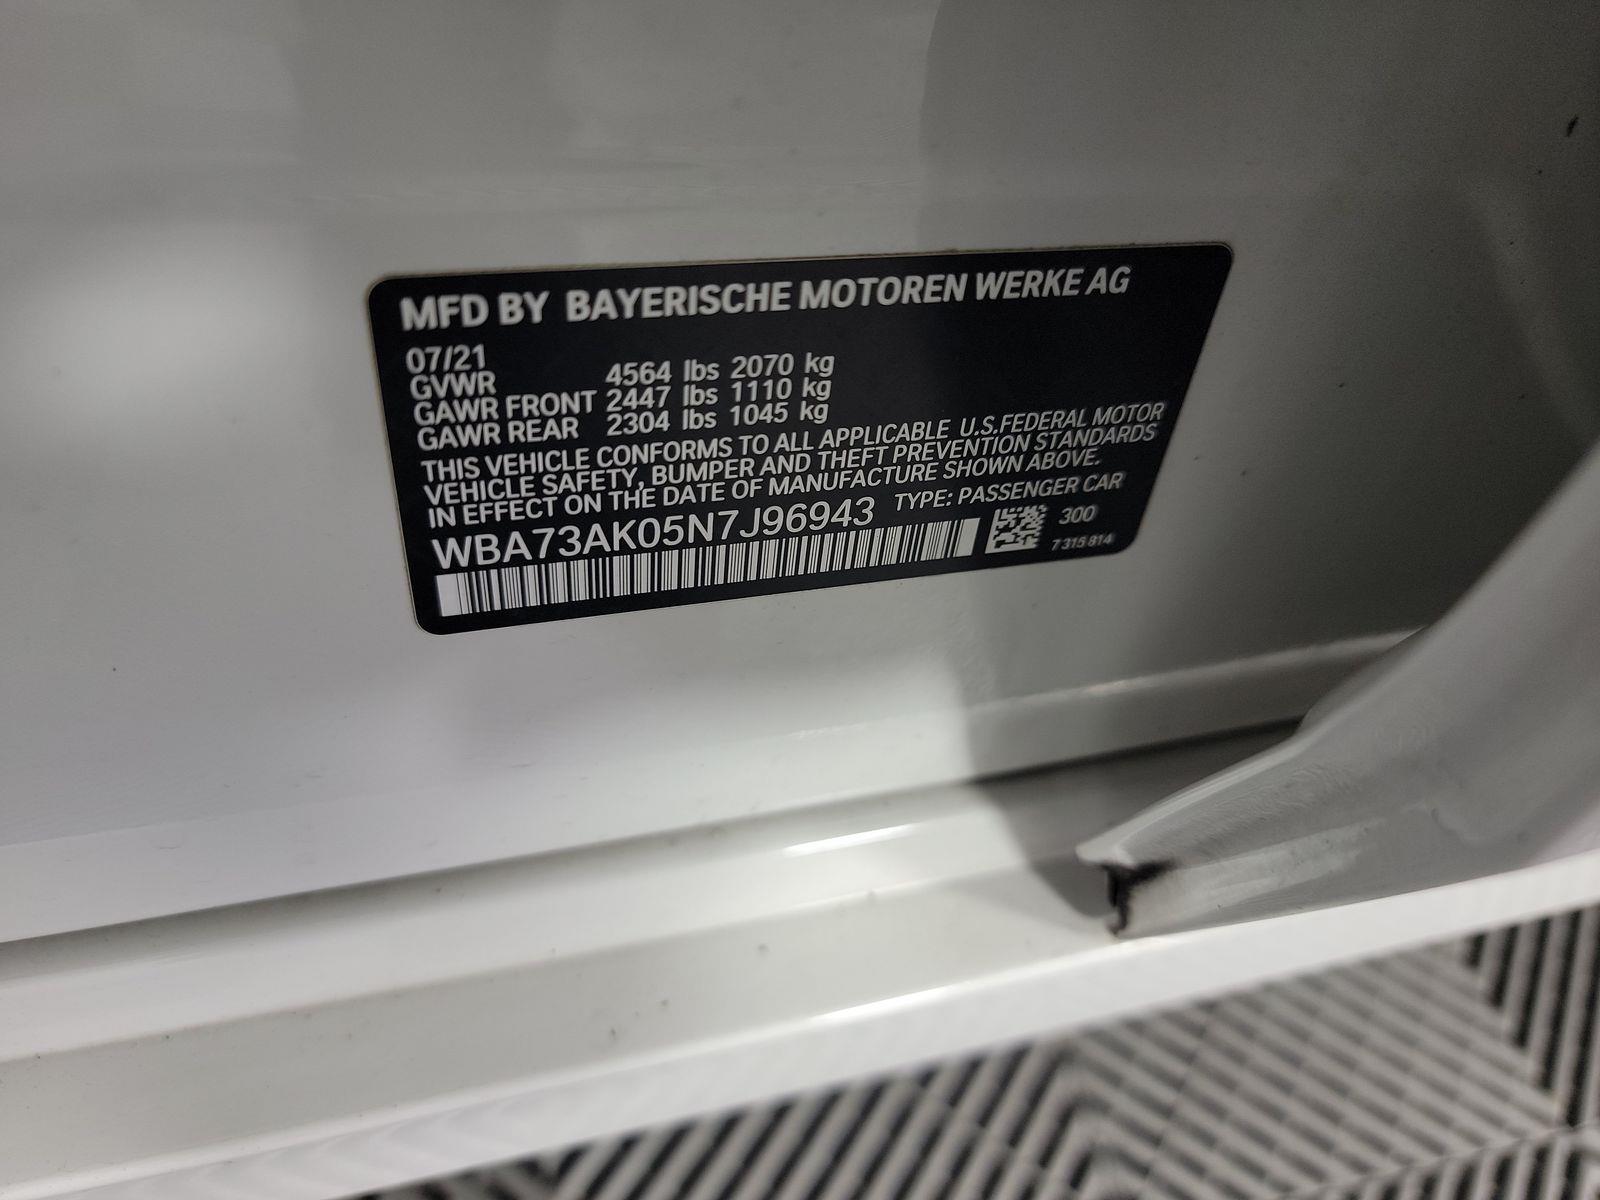 MFD BY BAYERISCHE MOTOREN WERKE AG
07/21
GVWR 4564 lbs 2070 kg
GAWR FRONT 2447 lbs 1110 kg
GAWR REAR 2304 lbs 1045 kg
THIS VEHICLE CONFORMS TO ALL APPLICABLE U.S.FEDERAL MOTOR
VEHICLE SAFETY, BUMPER AND THEFT PREVENTION STANDARDS
IN EFFECT ON THE DATE OF MANUFACTURE SHOWN ABOVE.
WBA73AK05N7J96943 TYPE: PASSENGER CAR
300
7 315 814